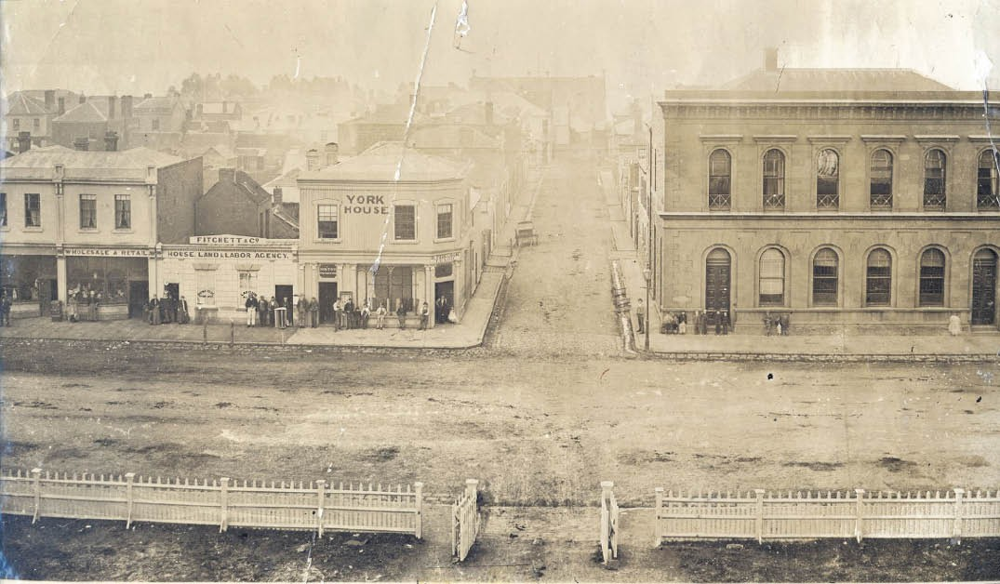 WHOLESALE & RETAIL
FITCHETT & Co
HOUSE, LAND & LABOR AGENCY.
YORK
HOUSE